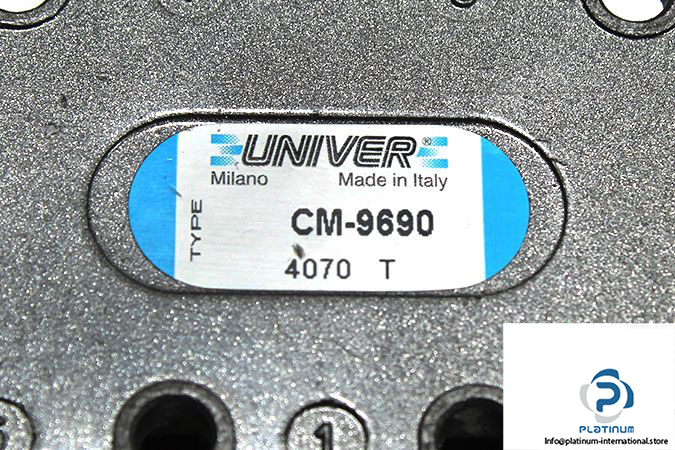 UNIVER®
Milano Made in Italy
TYPE
CM-9690
4070 T
1
PLATINUM
Info@platinum-international.store